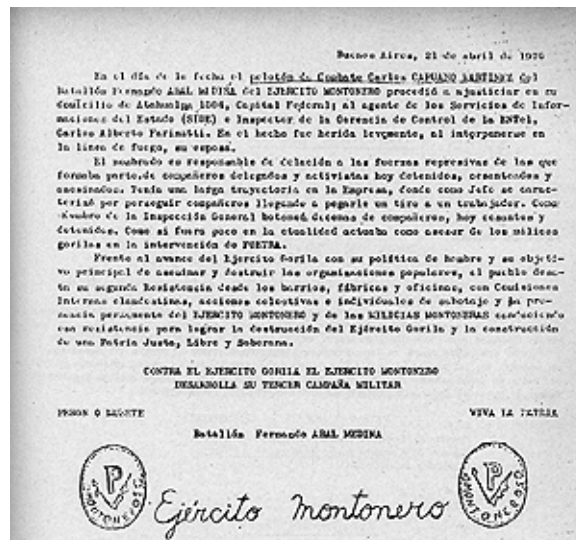 Buenos Aires, 21 de abril de 1976
En el día de la fecha el pelotón de Combate Carlos CAPUANO MARTINEZ del
Batallón Fernando ABAL MEDINA del EJERCITO MONTONERO procedió a ajusticiar en su
domicilio de Atahualpa 1004, Capital Federal; al agente de los Servicios de Infor-
maciones del Estado (SIDE) e Inspector de la Gerencia de Control de la ENTel,
Carlos Alberto Farinatti. En el hecho fue herida levemente, al interponerse en
la línea de fuego, su esposa.
El nombrado es responsable de delación a las fuerzas represivas de las que
formaba parte, de compañeros delegados y activistas hoy detenidos, cesanteados y
asesinados. Tenía una larga trayectoria en la Empresa, donde como Jefe se carac-
terizó por perseguir compañeros llegando a pegarle un tiro a un trabajador. Como
miembro de la Inspección General botoneó decenas de compañeros, hoy cesantes y
detenidos. Como si fuera poco en la ctualidad actuaba como asesor de los milicos
gorilas en la intervención de FOETRA.
Frente al avance del Ejercito Gorila con su política de hambre y su objeti-
vo principal de asesinar y destruir las organizaciones populares, el pueblo desa-
ta su segunda Resistencia desde los barrios, fábricas y oficinas, con Comisiones
Internas clandestinas, acciones colectivas e individuales de sabotaje y la pre-
sencia permanente del EJERCITO MONTONERO y de las MILICIAS MONTONERAS conduciendo
esa resistencia para lograr la destrucción del Ejército Gorila y la construcción
de una Patria Justa, Libre y Soberana.
CONTRA EL EJERCITO GORILA EL EJERCITO MONTONERO
DESARROLLA SU TERCER CAMPAÑA MILITAR
PERON O MUERTE VIVA LA PATRIA
Batallón Fernando ABAL MEDINA
P V MONTONEROS
Ejército Montonero
P V MONTONEROS